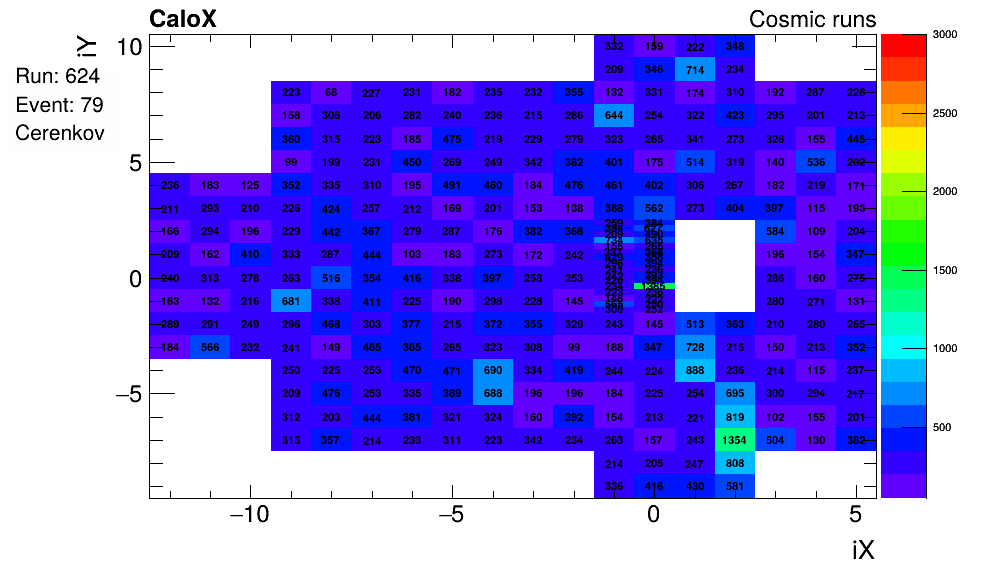 CaloX
Cosmic runs
iY
Run: 624
Event: 79
Cerenkov
10
5
0
−5
−10
−5
0
5
iX
3000
2500
2000
1500
1000
500
332 159 222 348
209 346 714 234
223 68 227 231 182 235 232 355 132 331 174 310 192 287 226
158 306 206 282 240 236 215 286 644 254 322 423 295 201 213
360 315 223 185 475 219 229 279 323 265 341 273 326 155 445
99 199 231 450 269 249 342 382 401 175 514 319 140 536 202
236 183 125 352 335 310 195 491 460 184 476 461 402 306 267 182 219 171
211 293 210 226 424 257 212 169 201 153 138 368 562 273 404 397 115 193
166 294 196 229 442 367 279 287 176 382 368 584 109 204
209 162 410 333 287 444 103 183 273 172 242 196 154 347
240 313 278 263 516 354 416 338 397 258 253 286 160 275
1385
163 132 216 681 338 411 225 190 298 228 145 280 271 131
289 291 249 296 468 303 377 215 372 355 329 243 145 513 363 210 260 265
184 566 232 241 149 465 365 265 323 308 99 188 347 728 215 150 213 352
250 225 253 470 471 690 334 419 244 224 888 236 214 115 237
209 476 253 335 389 688 196 196 184 225 254 695 300 294 217
312 203 444 381 321 324 160 392 154 213 221 819 102 155 201
315 357 214 233 311 223 342 234 263 157 243 1354 504 130 382
214 205 247 808
336 416 430 581